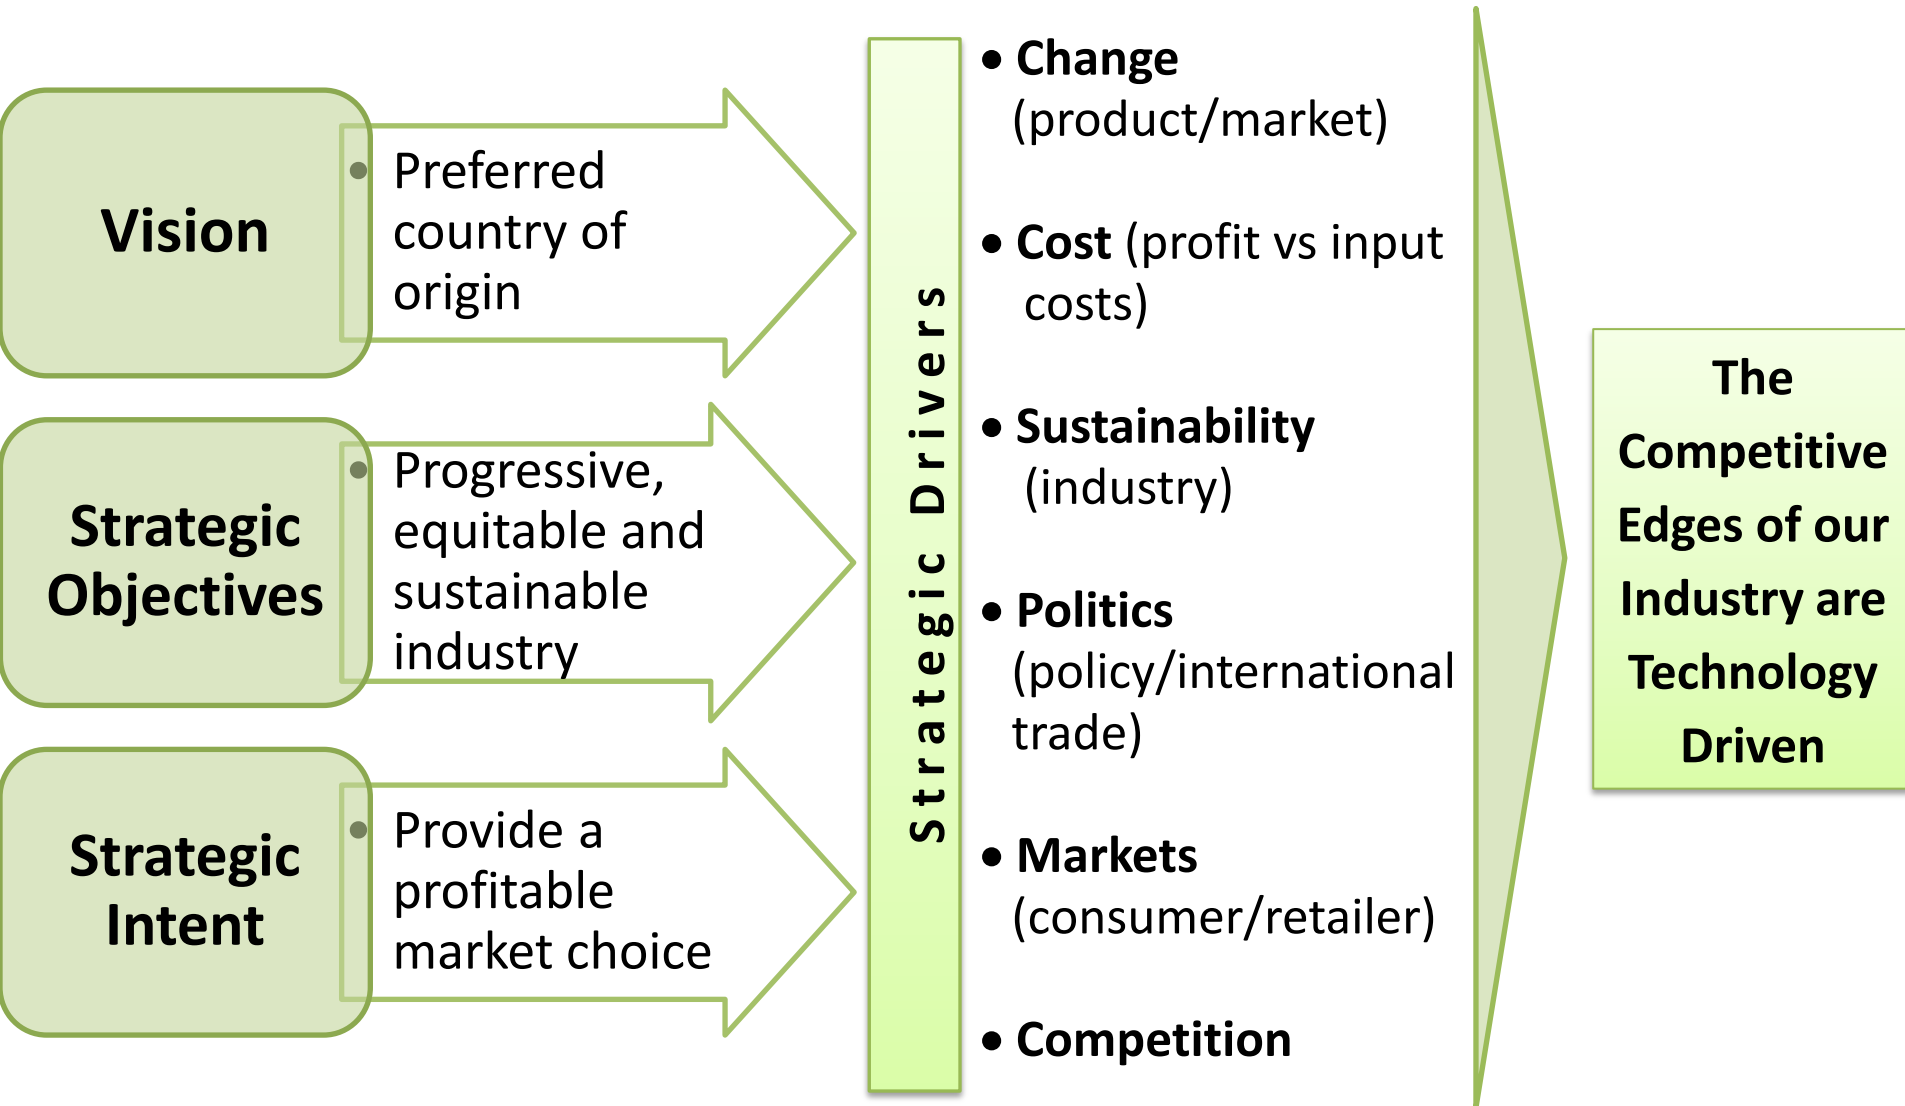 Vision
• Preferred
country of
origin
Strategic
Objectives
• Progressive,
equitable and
sustainable
industry
Strategic
Intent
• Provide a
profitable
market choice
Strategic Drivers
• Change
(product/market)
• Cost (profit vs input
costs)
• Sustainability
(industry)
• Politics
(policy/international
trade)
• Markets
(consumer/retailer)
• Competition
The
Competitive
Edges of our
Industry are
Technology
Driven